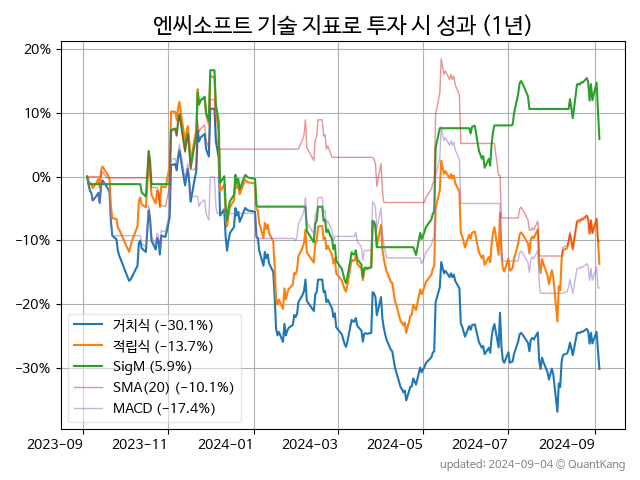 엔씨소프트 기술 지표로 투자 시 성과 (1년)
20%
10%
0%
−10%
−20%
−30%
거치식 (−30.1%)
적립식 (−13.7%)
SigM (5.9%)
SMA(20) (−10.1%)
MACD (−17.4%)
2023-09 2023-11 2024-01 2024-03 2024-05 2024-07 2024-09
updated: 2024-09-04 © QuantKang